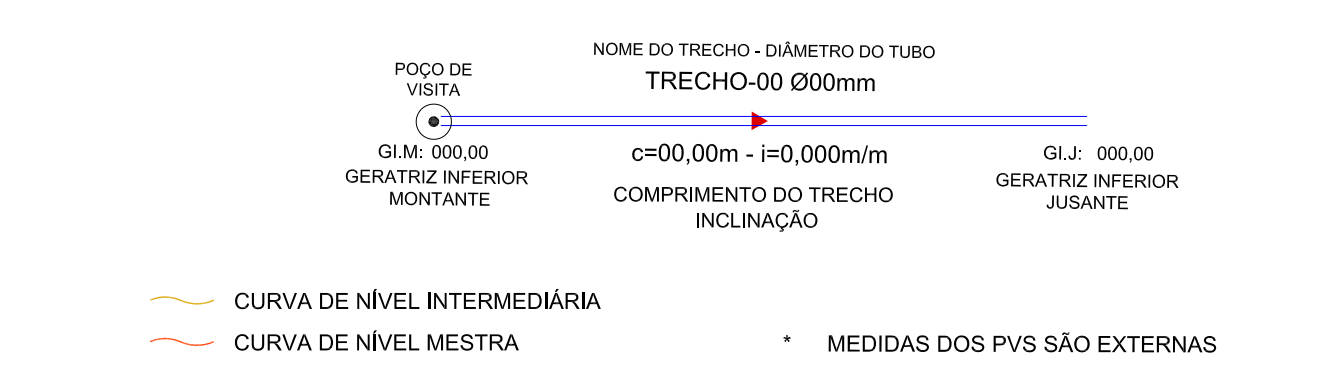 NOME DO TRECHO - DIÂMETRO DO TUBO
TRECHO-00 Ø00mm
POÇO DE
VISITA
GI.M: 000,00
GERATRIZ INFERIOR
MONTANTE
c=00,00m - i=0,000m/m
COMPRIMENTO DO TRECHO
INCLINAÇÃO
GI.J: 000,00
GERATRIZ INFERIOR
JUSANTE
CURVA DE NÍVEL INTERMEDIÁRIA
CURVA DE NÍVEL MESTRA
* MEDIDAS DOS PVS SÃO EXTERNAS